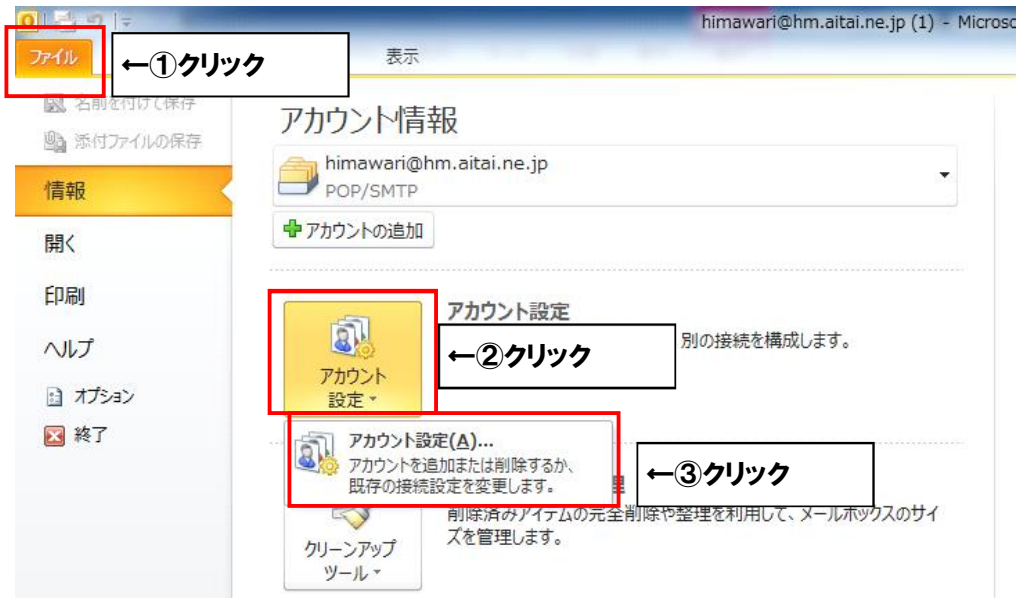 himawari@hm.aitai.ne.jp (1) - Microso
ファイル
←①クリック
表示
名前を付けて保存
添付ファイルの保存
アカウント情報
himawari@hm.aitai.ne.jp
POP/SMTP
情報
アカウントの追加
開く
印刷
ヘルプ
オプション
終了
アカウント設定
別の接続を構成します。
←②クリック
アカウント
設定
アカウント設定(A)...
アカウントを追加または削除するか、
既存の接続設定を変更します。
←③クリック
理
削除済みアイテムの完全削除や整理を利用して、メールボックスのサイ
ズを管理します。
クリーンアップ
ツール